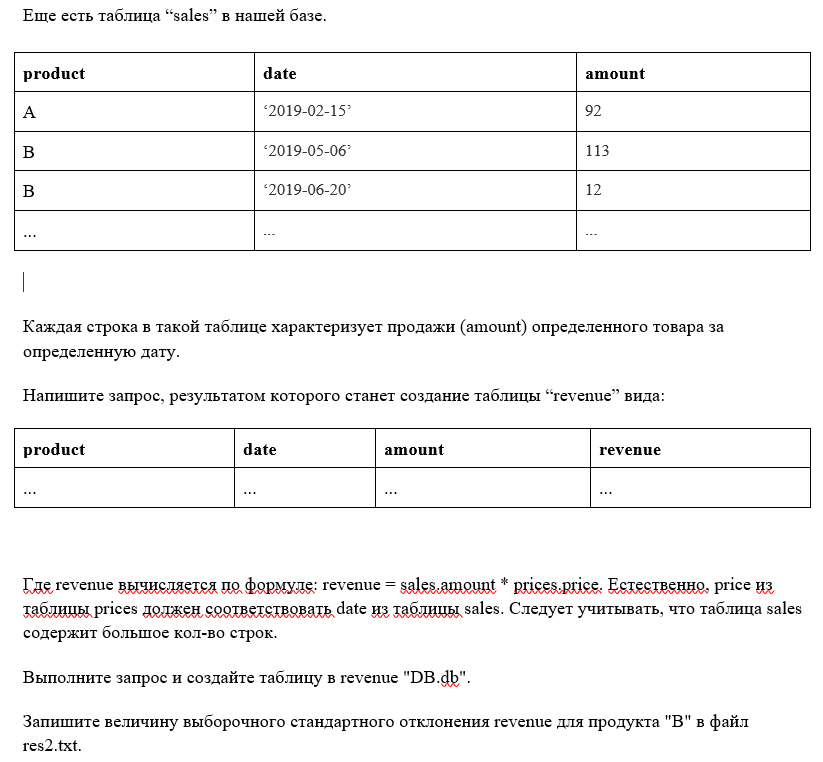 Еще есть таблица “sales” в нашей базе.
product date amount
A ‘2019-02-15’ 92
B ‘2019-05-06’ 113
B ‘2019-06-20’ 12
... ... ...
Каждая строка в такой таблице характеризует продажи (amount) определенного товара за
определенную дату.
Напишите запрос, результатом которого станет создание таблицы “revenue” вида:
product date amount revenue
... ... ... ...
Где revenue вычисляется по формуле: revenue = sales.amount * prices.price. Естественно, price из
таблицы prices должен соответствовать date из таблицы sales. Следует учитывать, что таблица sales
содержит большое кол-во строк.
Выполните запрос и создайте таблицу в revenue "DB.db".
Запишите величину выборочного стандартного отклонения revenue для продукта "B" в файл
res2.txt.